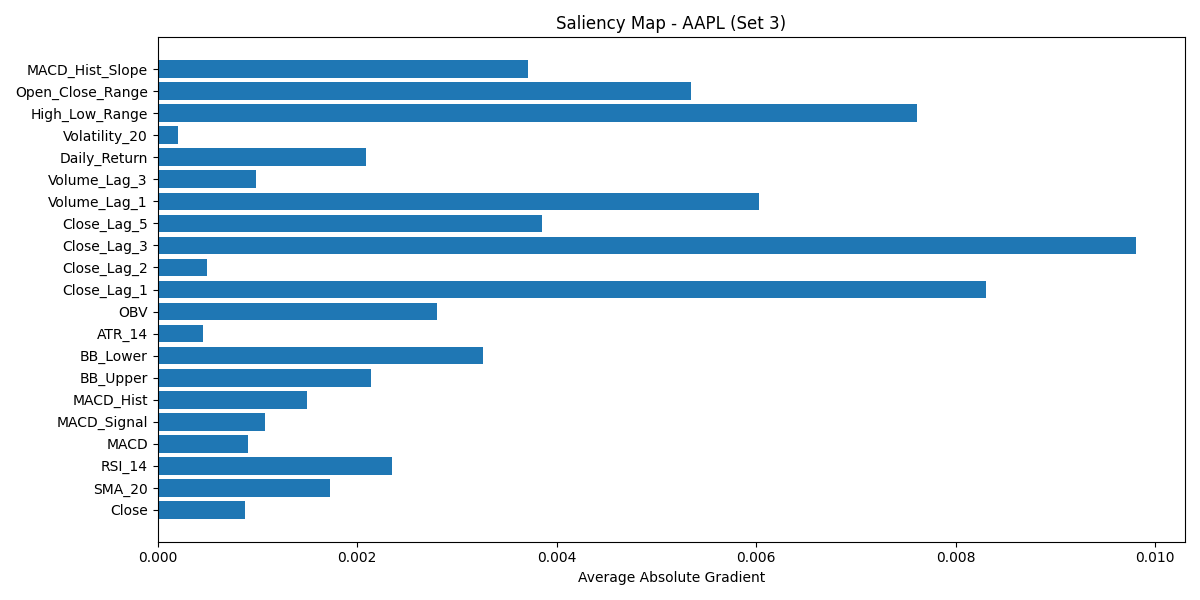 Saliency Map - AAPL (Set 3)
MACD_Hist_Slope
Open_Close_Range
High_Low_Range
Volatility_20
Daily_Return
Volume_Lag_3
Volume_Lag_1
Close_Lag_5
Close_Lag_3
Close_Lag_2
Close_Lag_1
OBV
ATR_14
BB_Lower
BB_Upper
MACD_Hist
MACD_Signal
MACD
RSI_14
SMA_20
Close
0.000 0.002 0.004 0.006 0.008 0.010
Average Absolute Gradient